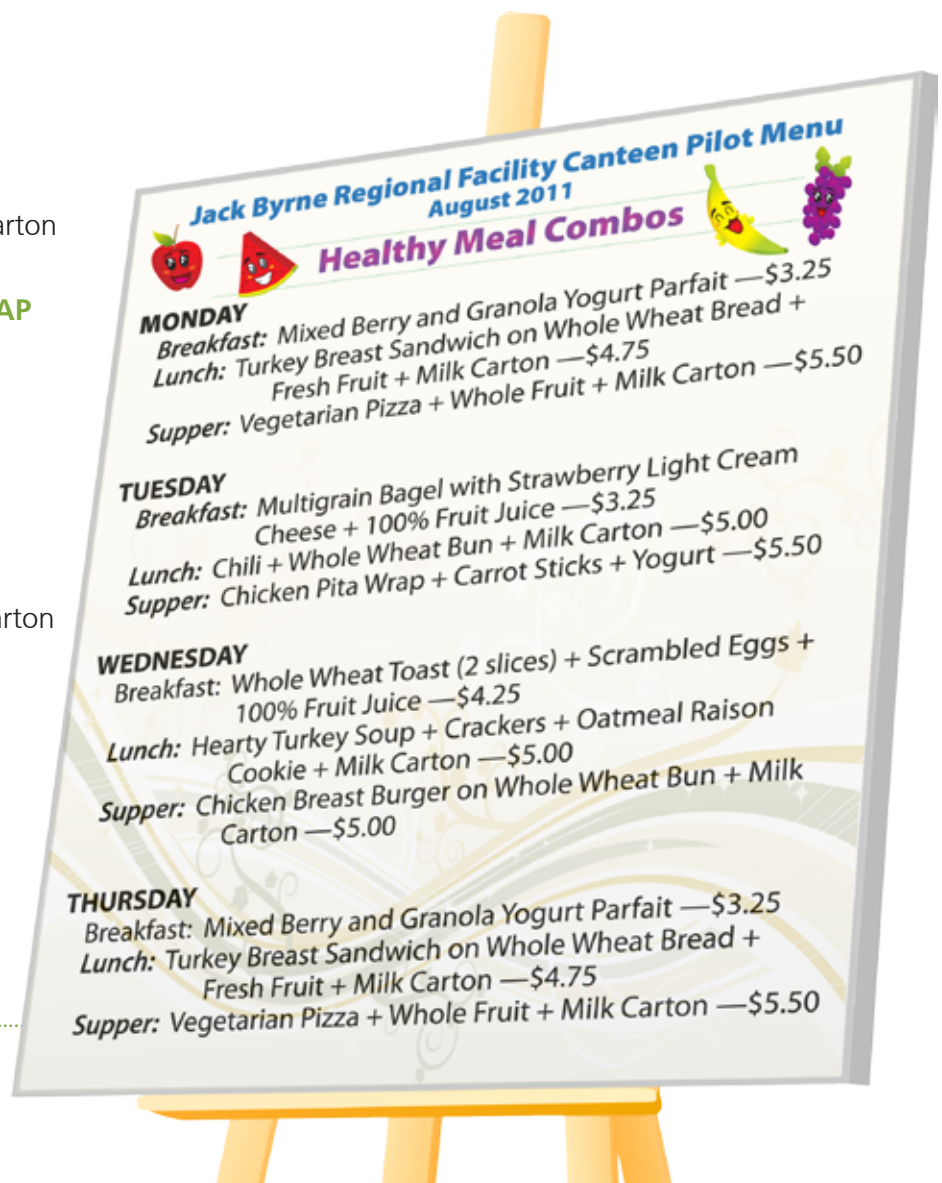 arton
AP
arton
Jack Byrne Regional Facility Canteen Pilot Menu
August 2011
Healthy Meal Combos
MONDAY
Breakfast: Mixed Berry and Granola Yogurt Parfait —$3.25
Lunch: Turkey Breast Sandwich on Whole Wheat Bread +
Fresh Fruit + Milk Carton —$4.75
Supper: Vegetarian Pizza + Whole Fruit + Milk Carton —$5.50
TUESDAY
Breakfast: Multigrain Bagel with Strawberry Light Cream
Cheese + 100% Fruit Juice —$3.25
Lunch: Chili + Whole Wheat Bun + Milk Carton —$5.00
Supper: Chicken Pita Wrap + Carrot Sticks + Yogurt —$5.50
WEDNESDAY
Breakfast: Whole Wheat Toast (2 slices) + Scrambled Eggs +
100% Fruit Juice —$4.25
Lunch: Hearty Turkey Soup + Crackers + Oatmeal Raison
Cookie + Milk Carton —$5.00
Supper: Chicken Breast Burger on Whole Wheat Bun + Milk
Carton —$5.00
THURSDAY
Breakfast: Mixed Berry and Granola Yogurt Parfait —$3.25
Lunch: Turkey Breast Sandwich on Whole Wheat Bread +
Fresh Fruit + Milk Carton —$4.75
Supper: Vegetarian Pizza + Whole Fruit + Milk Carton —$5.50